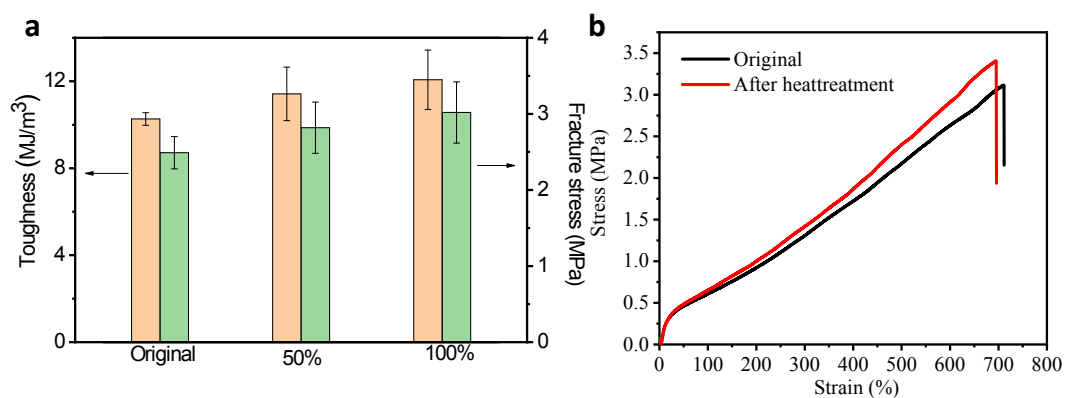 a
Toughness (MJ/m³)
12
8
4
0
Original
50%
100%
4
3
2
1
0
Fracture stress (MPa)
b
Original
After heattreatment
Stress (MPa)
3.5
3.0
2.5
2.0
1.5
1.0
0.5
0.0
0 100 200 300 400 500 600 700 800
Strain (%)